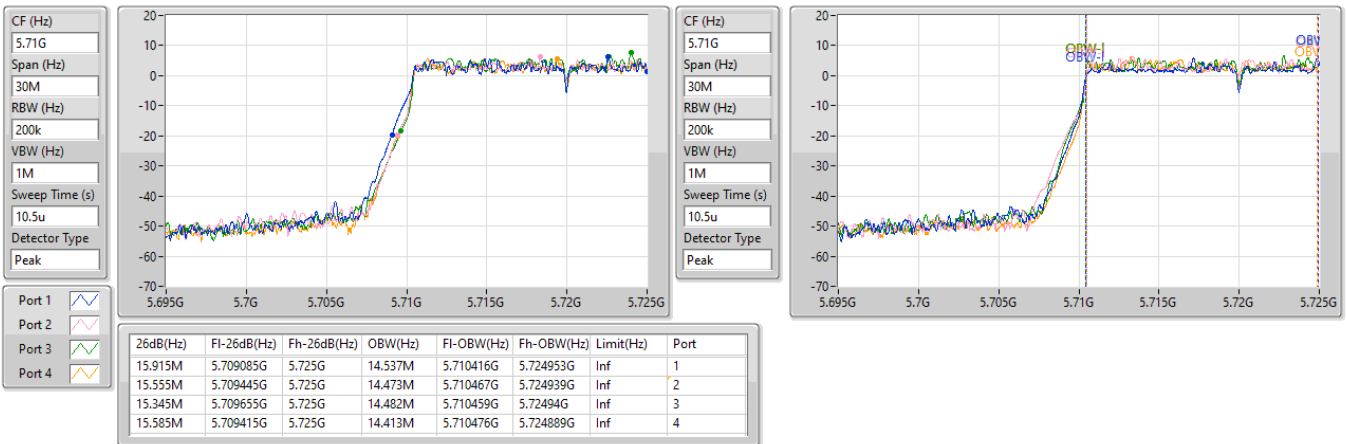 CF (Hz)
5.71G
Span (Hz)
30M
RBW (Hz)
200k
VBW (Hz)
1M
Sweep Time (s)
10.5u
Detector Type
Peak
20
10
0
-10
-20
-30
-40
-50
-60
-70
5.695G 5.7G 5.705G 5.71G 5.715G 5.72G 5.725G
CF (Hz)
5.71G
Span (Hz)
30M
RBW (Hz)
200k
VBW (Hz)
1M
Sweep Time (s)
10.5u
Detector Type
Peak
20
10
0
-10
-20
-30
-40
-50
-60
-70
OBW-l
OBW-l
OBW
OBW
5.695G 5.7G 5.705G 5.71G 5.715G 5.72G 5.725G
Port 1
Port 2
Port 3
Port 4
26dB(Hz) Fl-26dB(Hz) Fh-26dB(Hz) OBW(Hz) Fl-OBW(Hz) Fh-OBW(Hz) Limit(Hz) Port
15.915M 5.709085G 5.725G 14.537M 5.710416G 5.724953G Inf 1
15.555M 5.709445G 5.725G 14.473M 5.710467G 5.724939G Inf 2
15.345M 5.709655G 5.725G 14.482M 5.710459G 5.72494G Inf 3
15.585M 5.709415G 5.725G 14.413M 5.710476G 5.724889G Inf 4